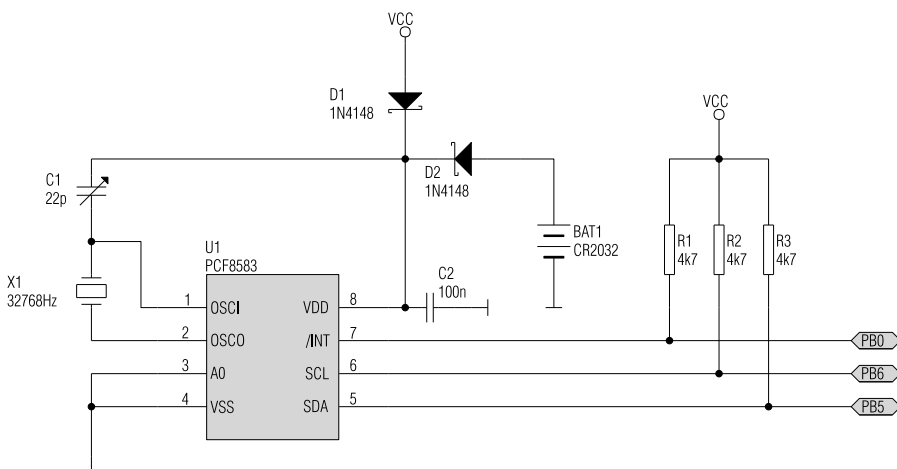 VCC
D1
1N4148
VCC
C1
22p
D2
1N4148
BAT1
CR2032
R1
4k7
R2
4k7
R3
4k7
U1
PCF8583
X1
32768Hz
C2
100n
1 OSCI VDD 8
2 OSCO /INT 7 PB0
3 A0 SCL 6 PB6
4 VSS SDA 5 PB5